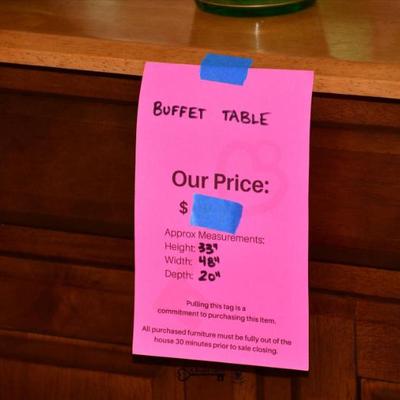 BUFFET TABLE
Our Price:
$
Approx Measurements:
Height: 33"
Width: 48"
Depth: 20"
Pulling this tag is a
commitment to purchasing this item.
All purchased furniture must be fully out of the
house 30 minutes prior to sale closing.